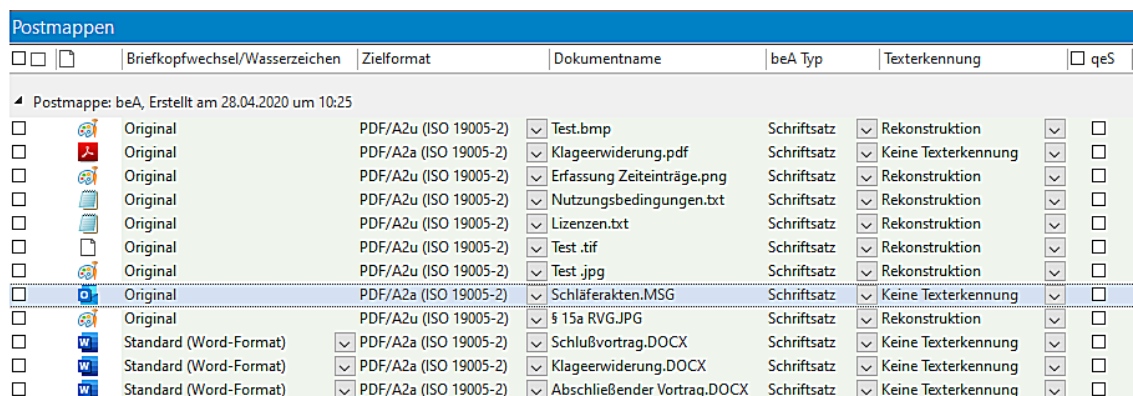 Postmappen
Briefkopfwechsel/Wasserzeichen Zielformat Dokumentname beA Typ Texterkennung qeS
Postmappe: beA, Erstellt am 28.04.2020 um 10:25
Original PDF/A2u (ISO 19005-2) Test.bmp Schriftsatz Rekonstruktion
Original PDF/A2a (ISO 19005-2) Klageerwiderung.pdf Schriftsatz Keine Texterkennung
Original PDF/A2u (ISO 19005-2) Erfassung Zeiteinträge.png Schriftsatz Rekonstruktion
Original PDF/A2u (ISO 19005-2) Nutzungsbedingungen.txt Schriftsatz Rekonstruktion
Original PDF/A2u (ISO 19005-2) Lizenzen.txt Schriftsatz Rekonstruktion
Original PDF/A2u (ISO 19005-2) Test .tif Schriftsatz Rekonstruktion
Original PDF/A2u (ISO 19005-2) Test .jpg Schriftsatz Rekonstruktion
Original PDF/A2a (ISO 19005-2) Schläferakten.MSG Schriftsatz Keine Texterkennung
Original PDF/A2u (ISO 19005-2) § 15a RVG.JPG Schriftsatz Rekonstruktion
Standard (Word-Format) PDF/A2a (ISO 19005-2) Schlußvortrag.DOCX Schriftsatz Keine Texterkennung
Standard (Word-Format) PDF/A2a (ISO 19005-2) Klageerwiderung.DOCX Schriftsatz Keine Texterkennung
Standard (Word-Format) PDF/A2a (ISO 19005-2) Abschließender Vortrag.DOCX Schriftsatz Keine Texterkennung